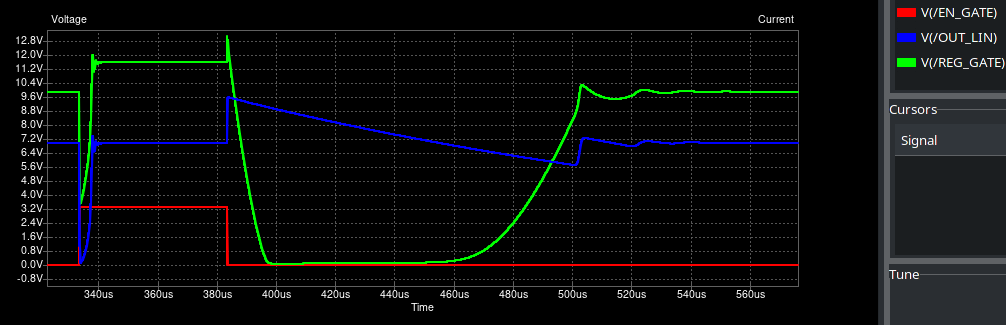 Voltage
Current
12.8V
12.0V
11.2V
10.4V
9.6V
8.8V
8.0V
7.2V
6.4V
5.6V
4.8V
4.0V
3.2V
2.4V
1.6V
0.8V
0.0V
-0.8V
340us 360us 380us 400us 420us 440us 460us 480us 500us 520us 540us 560us
Time
V(/EN_GATE)
V(/OUT_LIN)
V(/REG_GATE)
Cursors
Signal
Tune